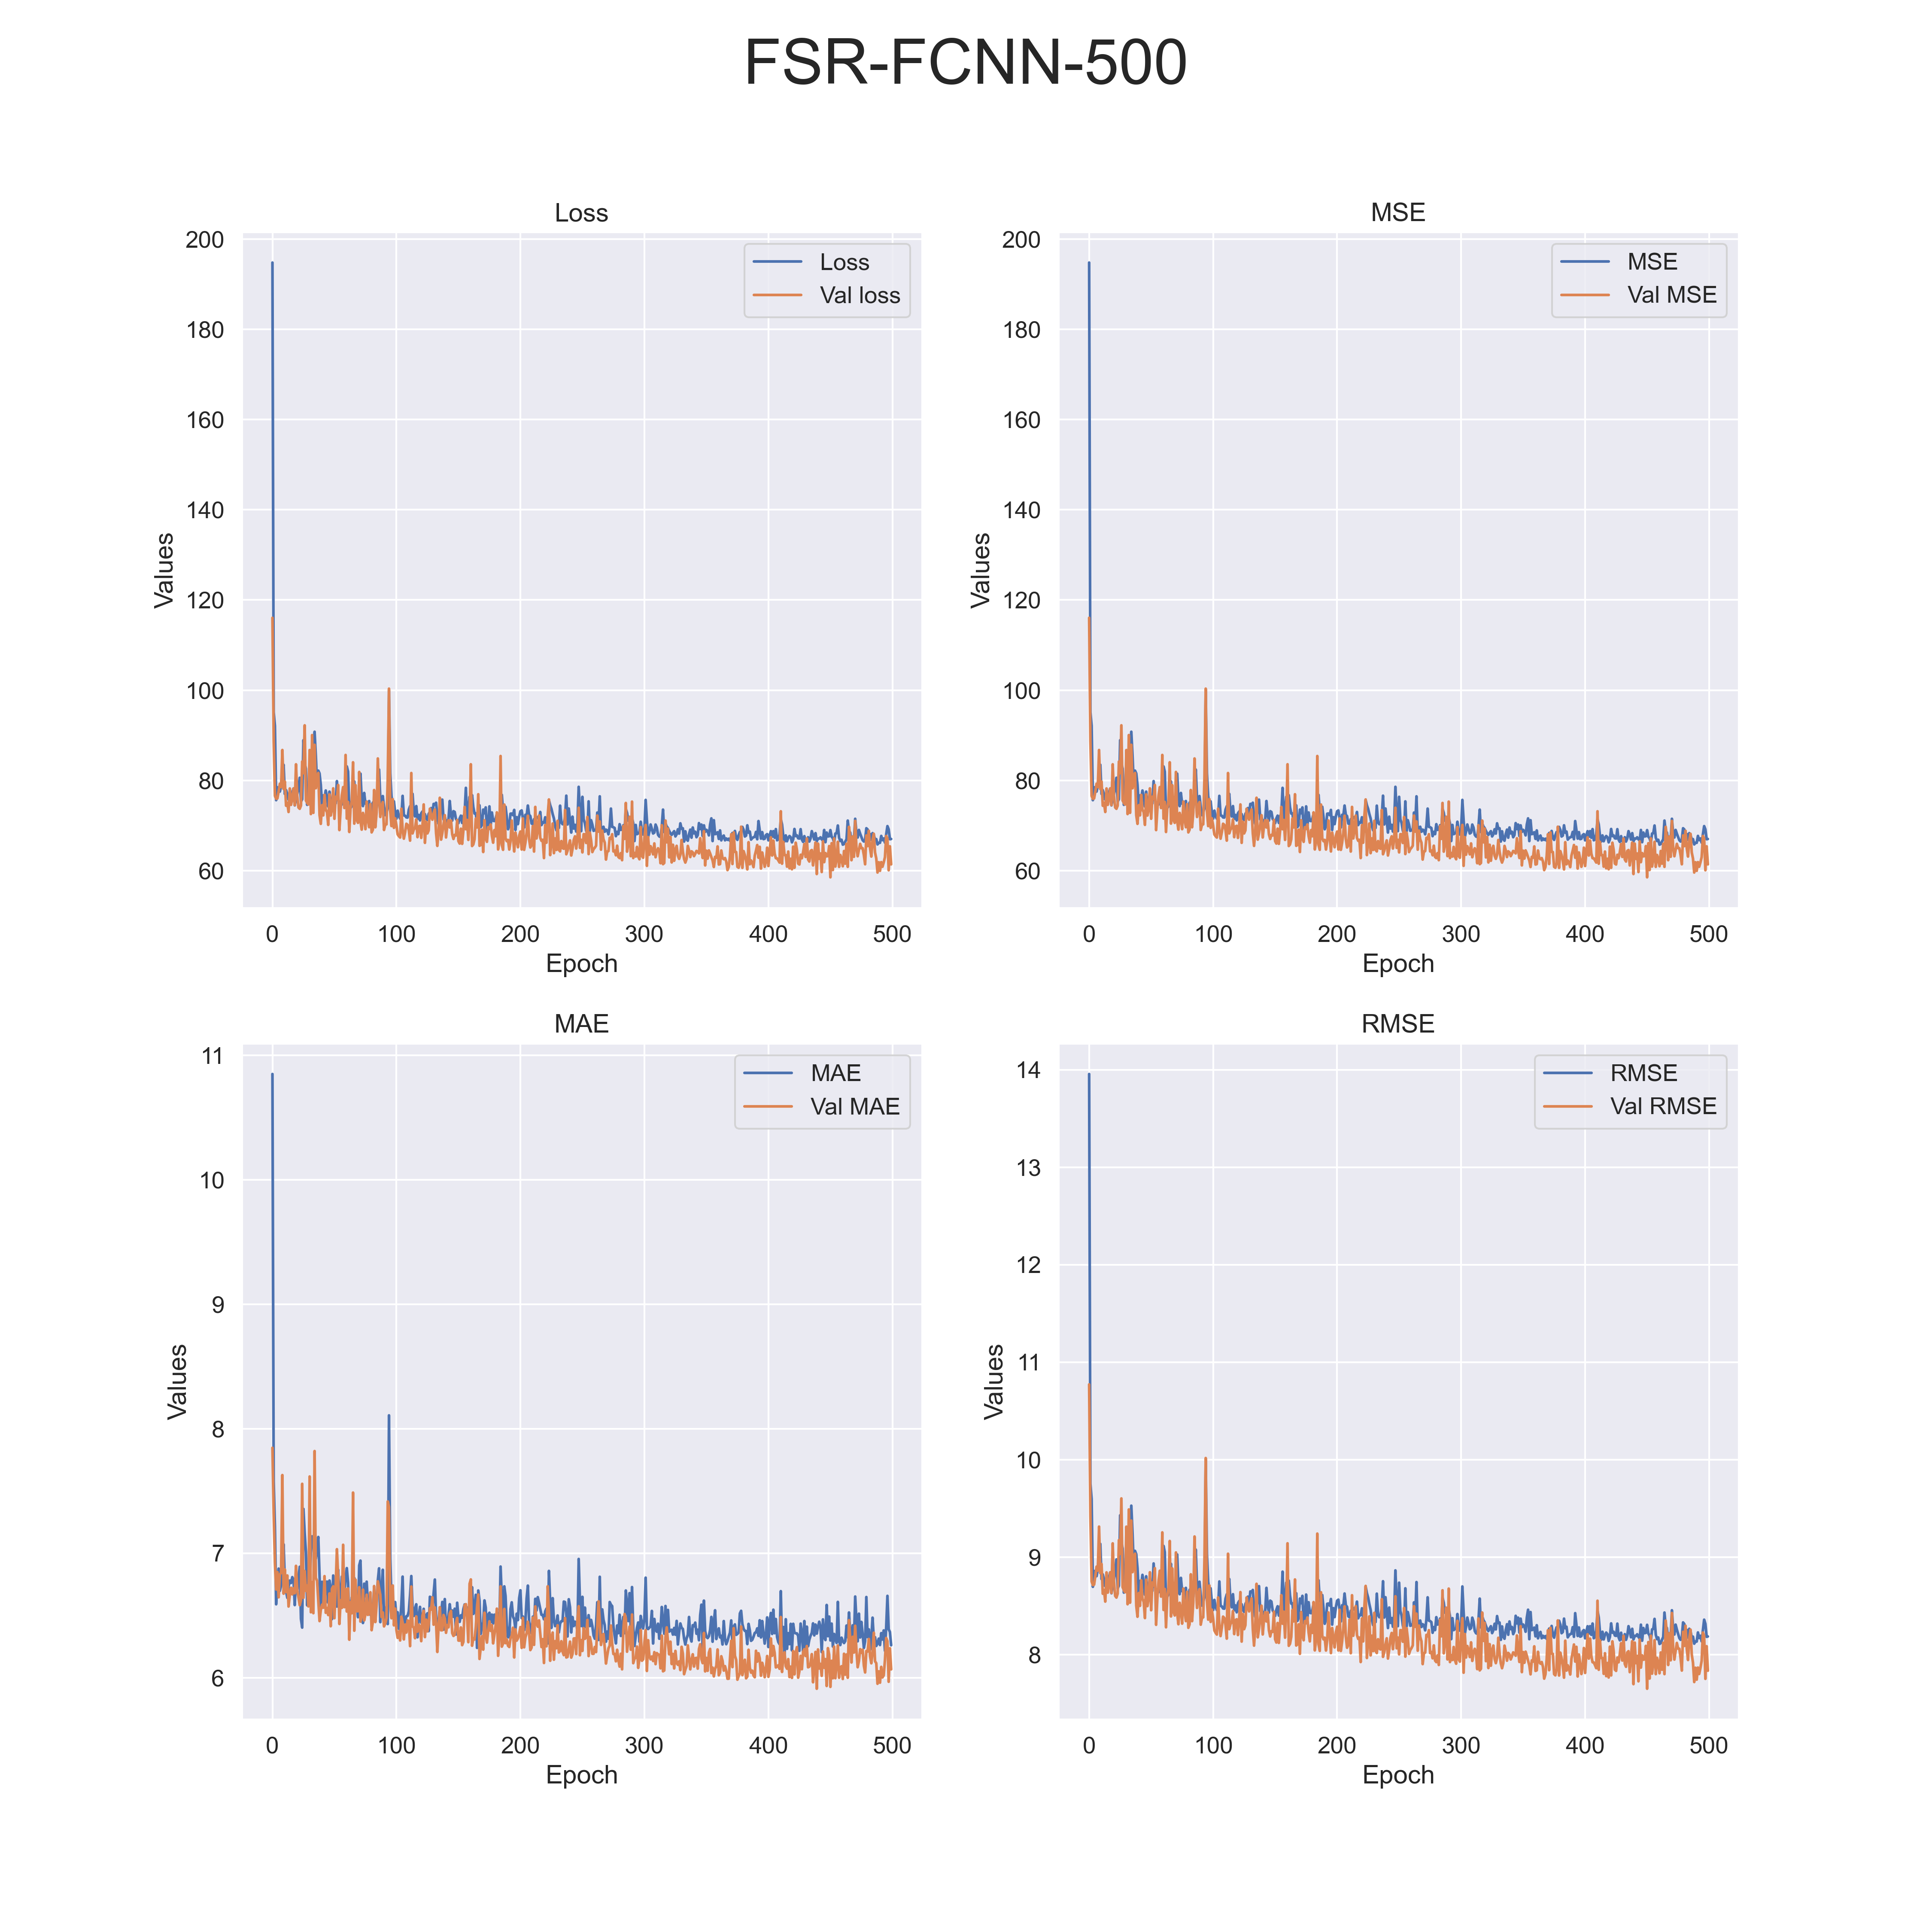 FSR-FCNN-500
Loss
200
180
160
140
120
100
80
60
Values
0 100 200 300 400 500
Epoch
Loss
Val loss
MSE
200
180
160
140
120
100
80
60
Values
0 100 200 300 400 500
Epoch
MSE
Val MSE
MAE
11
10
9
8
7
6
Values
0 100 200 300 400 500
Epoch
MAE
Val MAE
RMSE
14
13
12
11
10
9
8
Values
0 100 200 300 400 500
Epoch
RMSE
Val RMSE